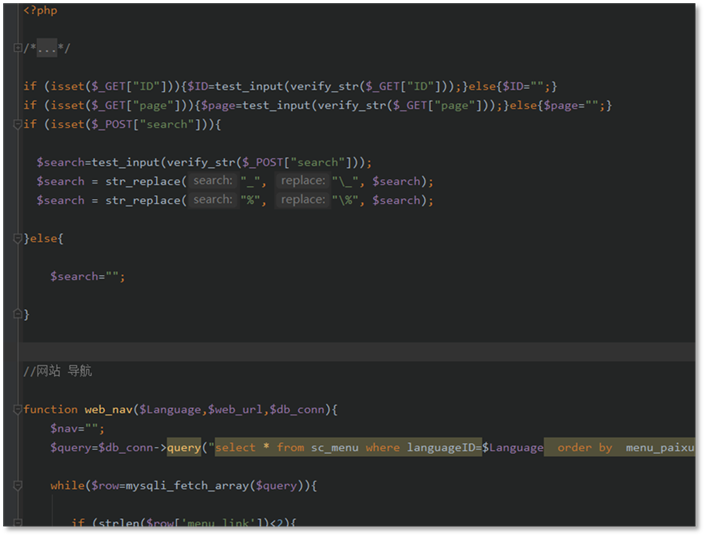 <?php
/*...*/
if (isset($_GET["ID"])){$ID=test_input(verify_str($_GET["ID"]));}else{$ID="";}
if (isset($_GET["page"])){$page=test_input(verify_str($_GET["page"]));}else{$page="";}
if (isset($_POST["search"])){
$search=test_input(verify_str($_POST["search"]));
$search = str_replace( search: "_", replace: "\_", $search);
$search = str_replace( search: "%", replace: "\%", $search);
}else{
$search="";
}
//网站 导航
function web_nav($Language,$web_url,$db_conn){
$nav="";
$query=$db_conn->query("select * from sc_menu where languageID=$Language order by menu_paixu
while($row=mysqli_fetch_array($query)){
if (strlen($row['menu_link'])<2){